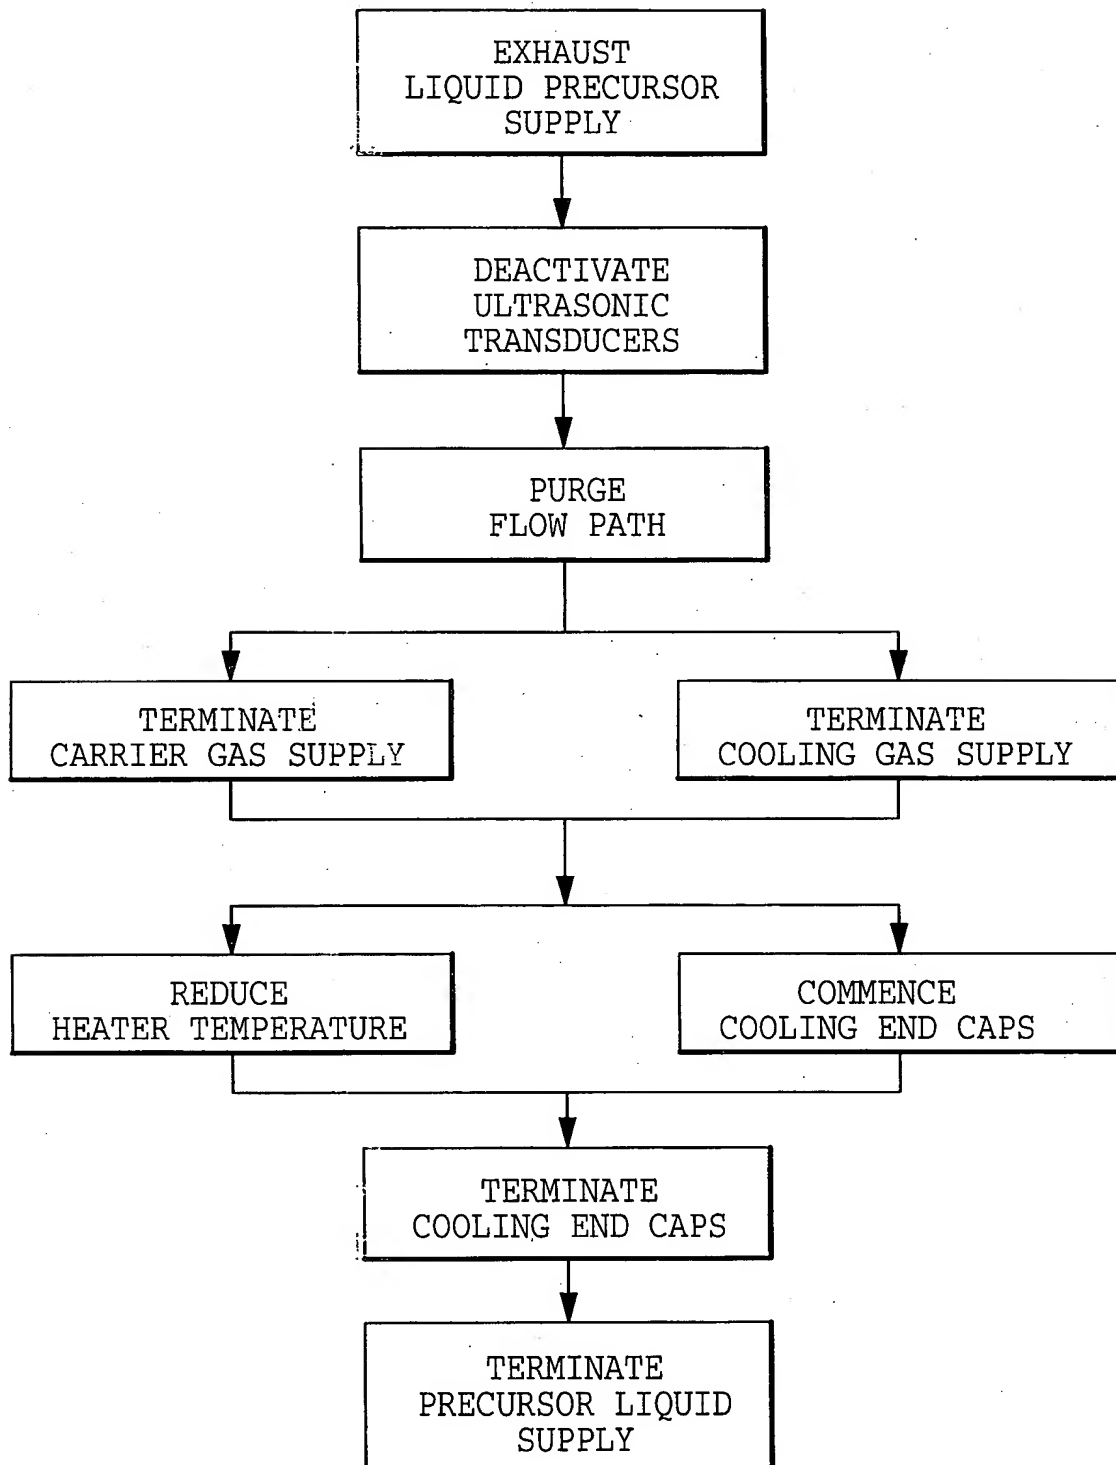 EXHAUST
LIQUID PRECURSOR
SUPPLY
DEACTIVATE
ULTRASONIC
TRANSDUCERS
PURGE
FLOW PATH
TERMINATE
CARRIER GAS SUPPLY
TERMINATE
COOLING GAS SUPPLY
REDUCE
HEATER TEMPERATURE
COMMENCE
COOLING END CAPS
TERMINATE
COOLING END CAPS
TERMINATE
PRECURSOR LIQUID
SUPPLY